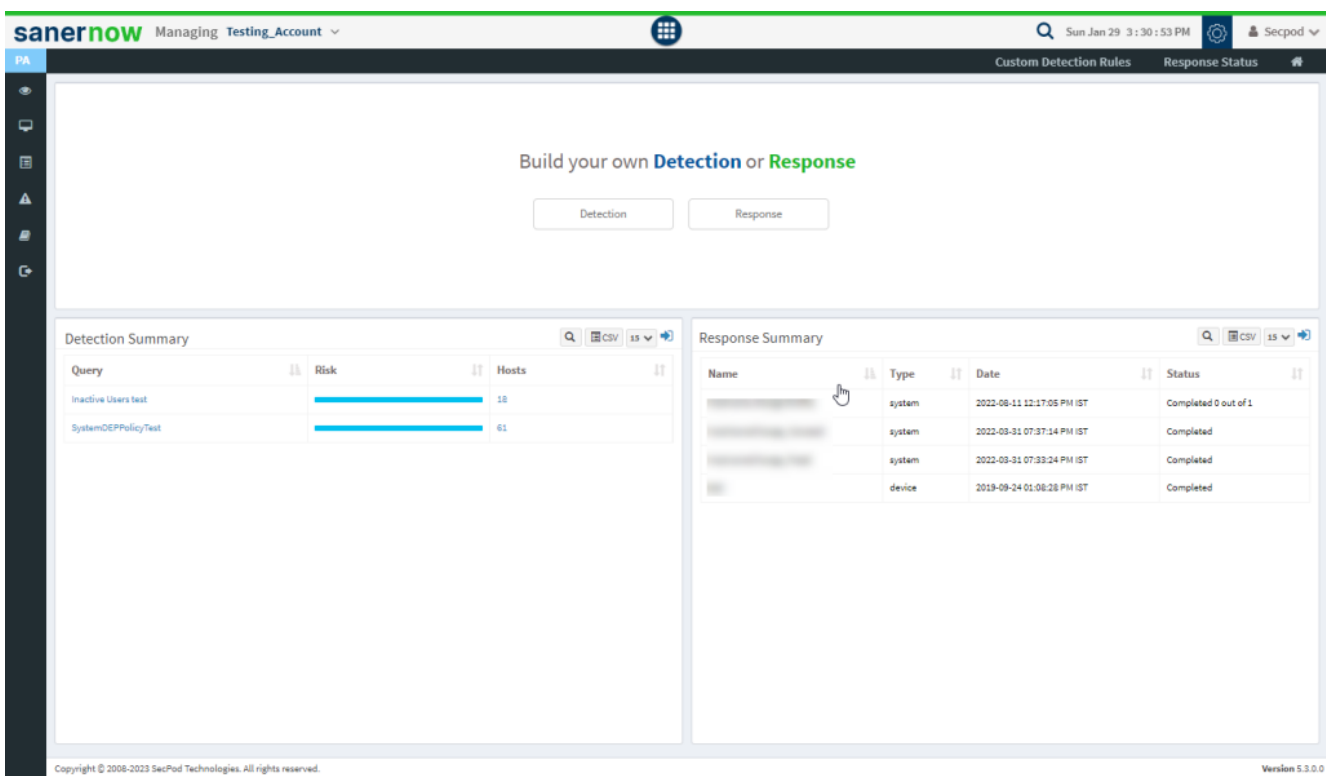 sanernow Managing Testing_Account Sun Jan 29 3:30:53 PM Secpod
PA Custom Detection Rules Response Status
Build your own Detection or Response
Detection Response
Detection Summary CSV 15
Query Risk Hosts
Inactive Users test 18
SystemDEPPolicyTest 61
Response Summary CSV 15
Name Type Date Status
system 2022-08-11 12:17:05 PM IST Completed 0 out of 1
system 2022-03-31 07:37:14 PM IST Completed
system 2022-03-31 07:33:24 PM IST Completed
device 2019-09-24 01:08:28 PM IST Completed
Copyright © 2008-2023 SecPod Technologies. All rights reserved. Version 5.3.0.0